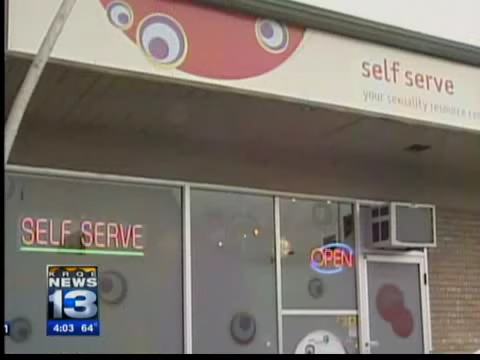 self serve
your sexuality resource
SELF SERVE
OPEN
KRQE
NEWS
13
4:03 64°